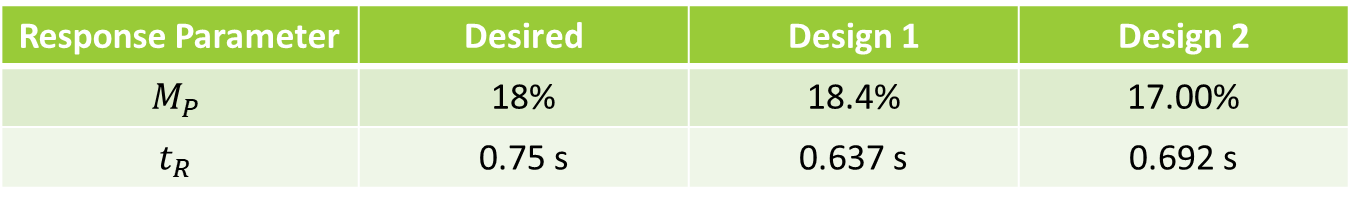 Response Parameter Desired Design 1 Design 2
M_P 18% 18.4% 17.00%
t_R 0.75 s 0.637 s 0.692 s